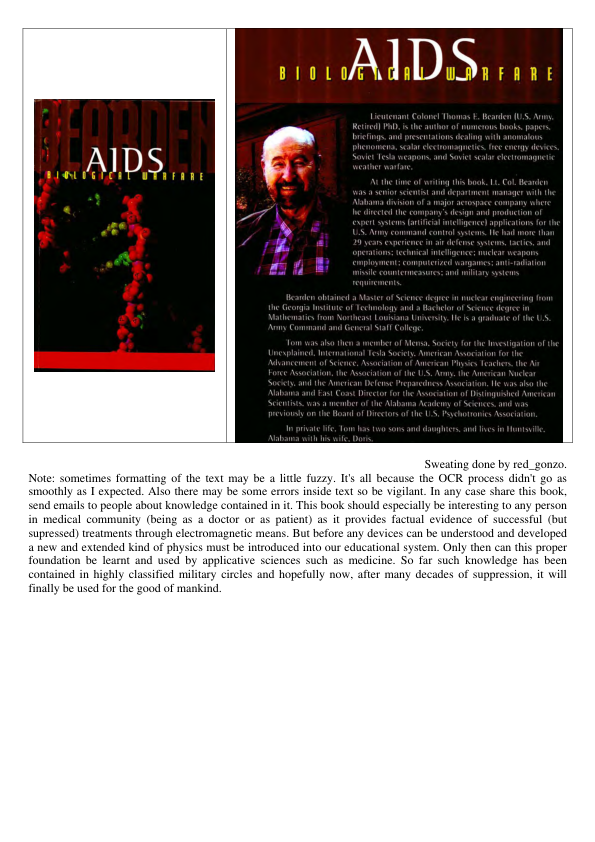 BEARDEN
AIDS
BIOLOGICAL WARFARE
AIDS
BIOLOGICAL WARFARE
Lieutenant Colonel Thomas E. Bearden (U.S. Army,
Retired) PhD, is the author of numerous books, papers,
briefings, and presentations dealing with anomalous
phenomena, scalar electromagnetics, free energy devices,
Soviet Tesla weapons, and Soviet scalar electromagnetic
weather warfare.
At the time of writing this book, Lt. Col. Bearden
was a senior scientist and department manager with the
Alabama division of a major aerospace company where
he directed the company's design and production of
expert systems (artificial intelligence) applications for the
U.S. Army command control systems. He had more than
29 years experience in air defense systems, tactics, and
operations; technical intelligence; nuclear weapons
employment; computerized wargames; anti-radiation
missile countermeasures; and military systems
requirements.
Bearden obtained a Master of Science degree in nuclear engineering from
the Georgia Institute of Technology and a Bachelor of Science degree in
Mathematics from Northeast Louisiana University. He is a graduate of the U.S.
Army Command and General Staff College.
Tom was also then a member of Mensa, Society for the Investigation of the
Unexplained, International Tesla Society, American Association for the
Advancement of Science, Association of American Physics Teachers, the Air
Force Association, the Association of the U.S. Army, the American Nuclear
Society, and the American Defense Preparedness Association. He was also the
Alabama and East Coast Director for the Association of Distinguished American
Scientists, was a member of the Alabama Academy of Sciences, and was
previously on the Board of Directors of the U.S. Psychotronics Association.
In private life, Tom has two sons and daughters, and lives in Huntsville,
Alabama with his wife, Doris.
Sweating done by red_gonzo.
Note: sometimes formatting of the text may be a little fuzzy. It's all because the OCR process didn't go as
smoothly as I expected. Also there may be some errors inside text so be vigilant. In any case share this book,
send emails to people about knowledge contained in it. This book should especially be interesting to any person
in medical community (being as a doctor or as patient) as it provides factual evidence of successful (but
supressed) treatments through electromagnetic means. But before any devices can be understood and developed
a new and extended kind of physics must be introduced into our educational system. Only then can this proper
foundation be learnt and used by applicative sciences such as medicine. So far such knowledge has been
contained in highly classified military circles and hopefully now, after many decades of suppression, it will
finally be used for the good of mankind.